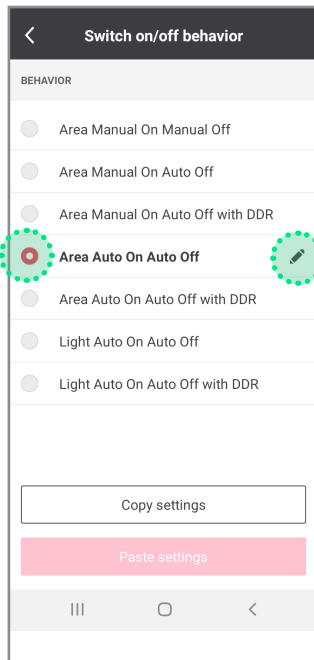 Switch on/off behavior
BEHAVIOR
Area Manual On Manual Off
Area Manual On Auto Off
Area Manual On Auto Off with DDR
Area Auto On Auto Off
Area Auto On Auto Off with DDR
Light Auto On Auto Off
Light Auto On Auto Off with DDR
Copy settings
Paste settings